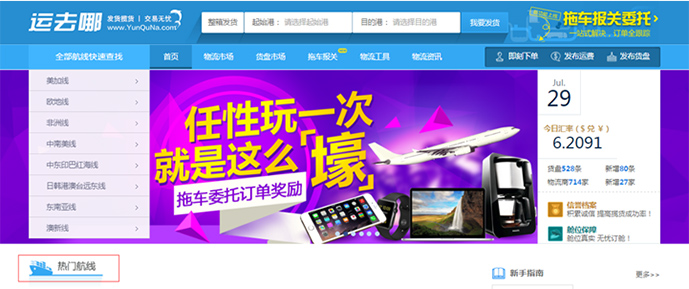 运去哪
发货揽货 | 交易无忧
www.YunQuNa.com
整箱发货 起始港： 请选择起始港 目的港： 请选择目的港 我要发货
拖车报关委托
一站式解决，订单全跟踪
全部航线快速查找
首页 物流市场 货盘市场 拖车报关 物流工具 物流资讯
即刻下单 发布运费 发布货盘
美加线
欧地线
非洲线
中南美线
中东印巴红海线
日韩港澳台远东线
东南亚线
澳新线
任性玩一次
就是这么「壕」
拖车委托订单奖励
Jul.
29
今日汇率 ( $ 兑 ¥ )
6.2091
货盘528条 新增80条
物流商714家 新增27家
信誉档案
积累诚信 提高揽货成功率！
舱位保障
舱位真实 无忧订舱！
热门航线
新手指南
更多>>